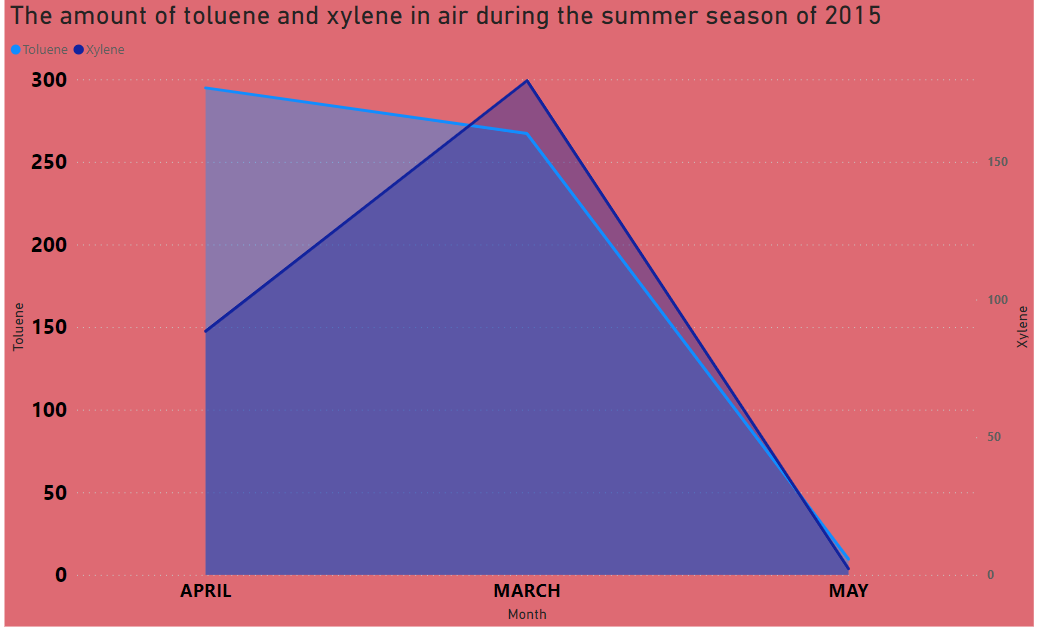 The amount of toluene and xylene in air during the summer season of 2015
Toluene Xylene
300
250
200
150
100
50
0
Toluene
150
100
50
0
Xylene
APRIL MARCH MAY
Month